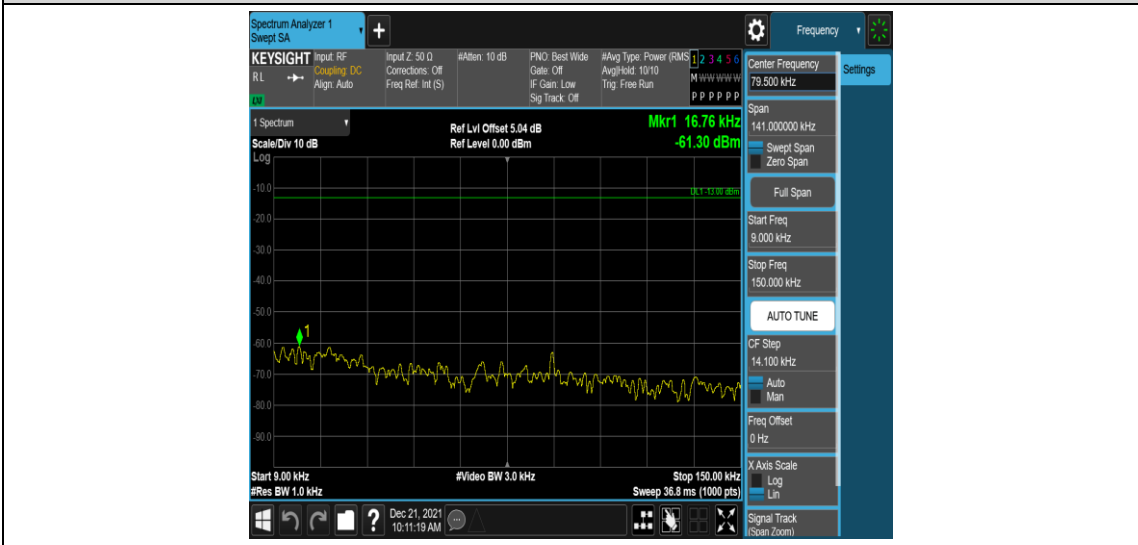 Spectrum Analyzer 1
Swept SA
+
Frequency
KEYSIGHT
RL
LXI
Input: RF
Coupling: DC
Align: Auto
Input Z: 50 Ω
Corrections: Off
Freq Ref: Int (S)
#Atten: 10 dB
PNO: Best Wide
Gate: Off
IF Gain: Low
Sig Track: Off
#Avg Type: Power (RMS
Avg|Hold: 10/10
Trig: Free Run
1 2 3 4 5 6
M W W W W W
P P P P P P
Center Frequency
79.500 kHz
Settings
Span
141.000000 kHz
Swept Span
Zero Span
Full Span
Start Freq
9.000 kHz
Stop Freq
150.000 kHz
AUTO TUNE
CF Step
14.100 kHz
Auto
Man
Freq Offset
0 Hz
X Axis Scale
Log
Lin
Signal Track
(Span Zoom)
1 Spectrum
Scale/Div 10 dB
Log
Ref Lvl Offset 5.04 dB
Ref Level 0.00 dBm
Mkr1 16.76 kHz
-61.30 dBm
DL1 -13.00 dBm
-10.0
-20.0
-30.0
-40.0
-50.0
-60.0
-70.0
-80.0
-90.0
1
Start 9.00 kHz
#Res BW 1.0 kHz
#Video BW 3.0 kHz
Stop 150.00 kHz
Sweep 36.8 ms (1000 pts)
?
Dec 21, 2021
10:11:19 AM